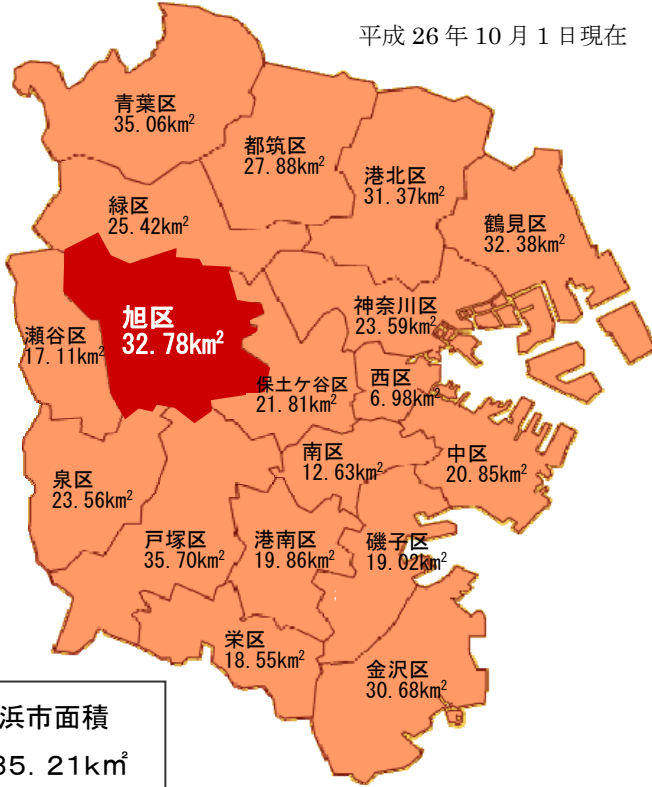 平成 26 年 10 月 1 日現在
青葉区
35.06km²
都筑区
27.88km²
港北区
31.37km²
緑区
25.42km²
鶴見区
32.38km²
旭区
32.78km²
神奈川区
23.59km²
瀬谷区
17.11km²
保土ケ谷区
21.81km²
西区
6.98km²
南区
12.63km²
中区
20.85km²
泉区
23.56km²
戸塚区
35.70km²
港南区
19.86km²
磯子区
19.02km²
栄区
18.55km²
金沢区
30.68km²
浜市面積
35.21k㎡